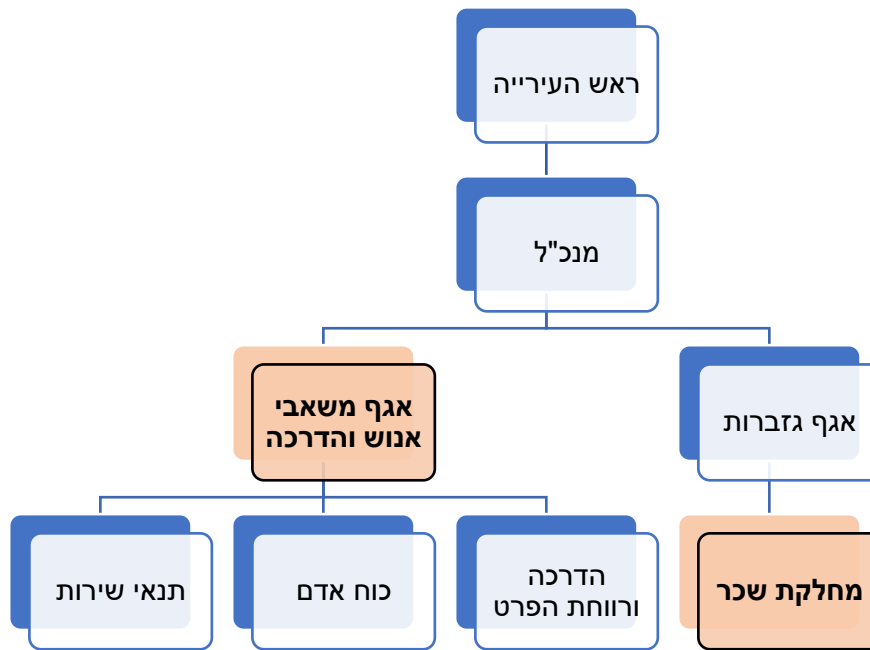 ראש העירייה
מנכ"ל
אגף גזברות
אגף משאבי
אנוש והדרכה
מחלקת שכר
הדרכה
ורווחת הפרט
כוח אדם
תנאי שירות